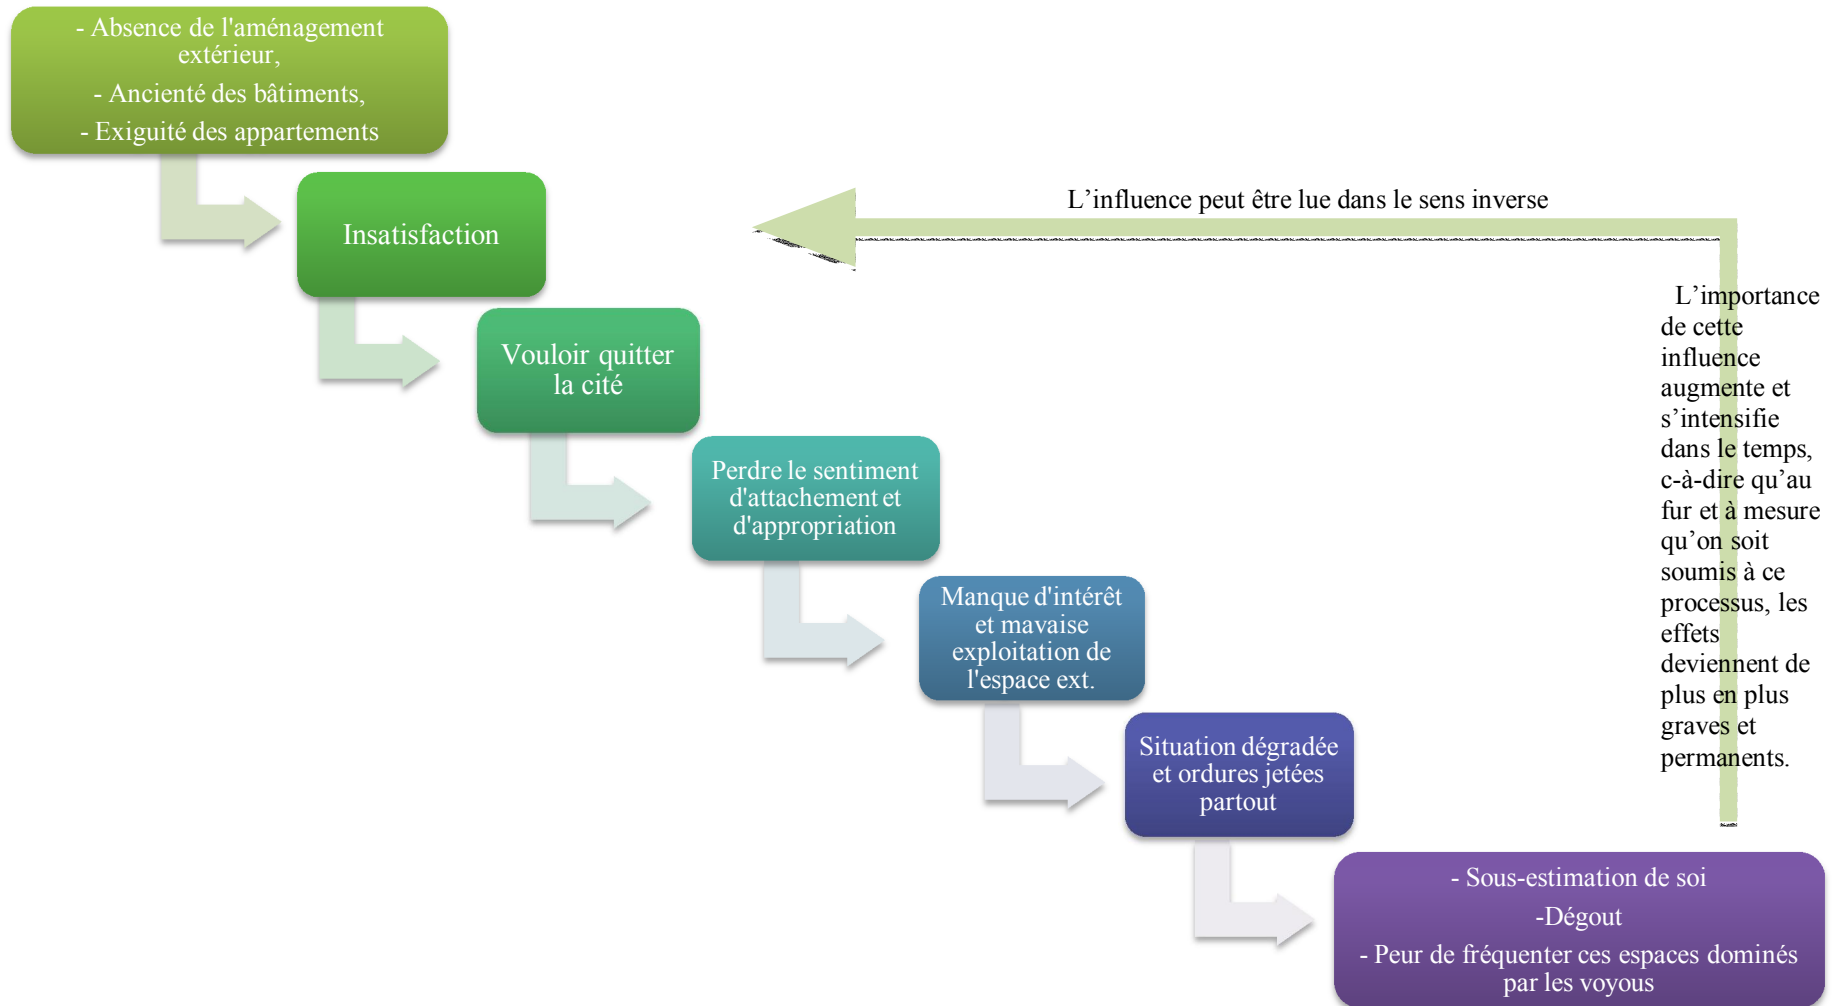 - Absence de l'aménagement
extérieur,
- Ancienté des bâtiments,
- Exiguité des appartements
Insatisfaction
L’influence peut être lue dans le sens inverse
Vouloir quitter
la cité
Perdre le sentiment
d'attachement et
d'appropriation
Manque d'intérêt
et mavaise
exploitation de
l'espace ext.
Situation dégradée
et ordures jetées
partout
L’importance
de cette
influence
augmente et
s’intensifie
dans le temps,
c-à-dire qu’au
fur et à mesure
qu’on soit
soumis à ce
processus, les
effets
deviennent de
plus en plus
graves et
permanents.
- Sous-estimation de soi
-Dégout
- Peur de fréquenter ces espaces dominés
par les voyous